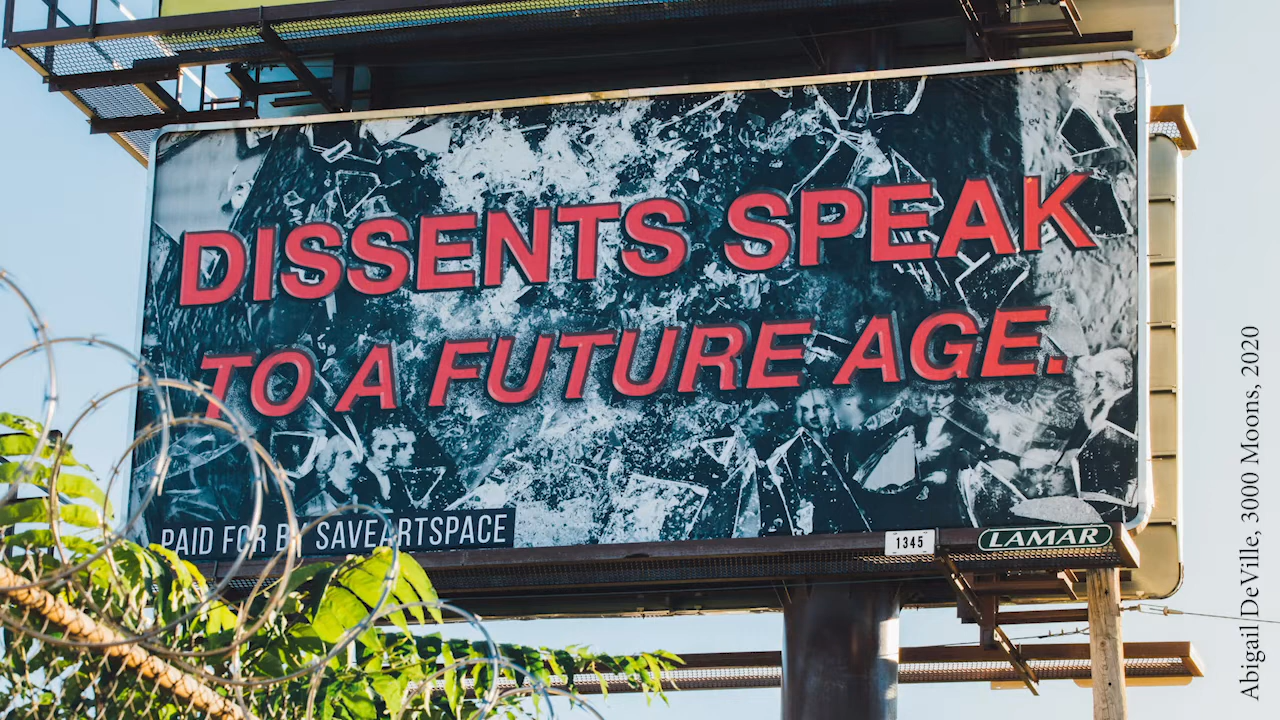 DISSENTS SPEAK
TO A FUTURE AGE.
PAID FOR BY SAVEARTSPACE
1345
LAMAR
Abigail DeVille, 3000 Moons, 2020